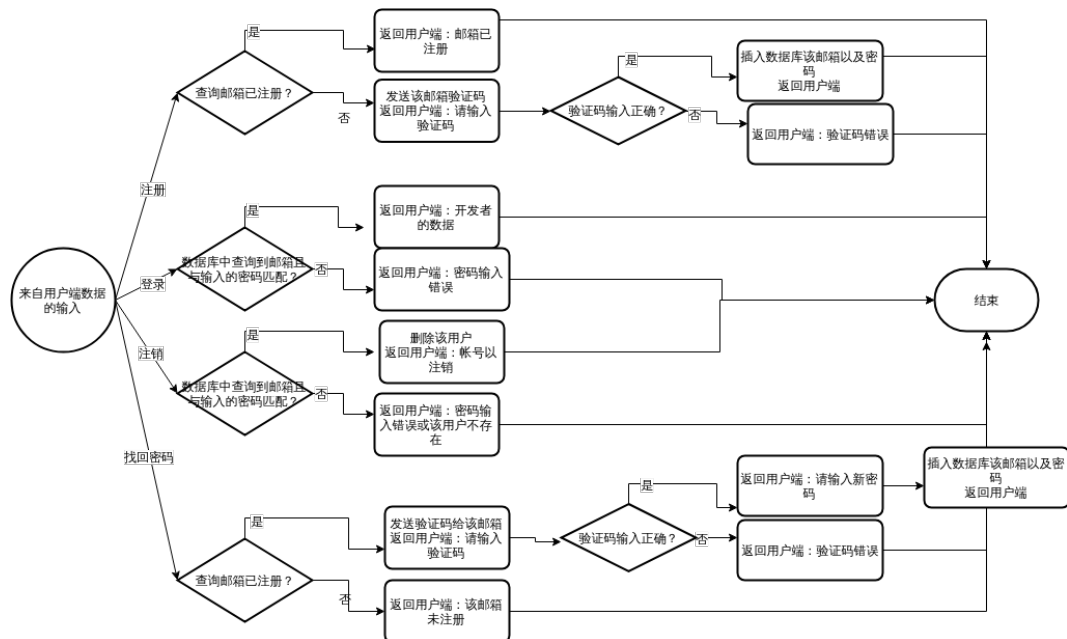 是
返回用户端：邮箱已
注册
查询邮箱已注册？
否
发送该邮箱验证码
返回用户端：请输入
验证码
验证码输入正确？
是
插入数据库该邮箱以及密
码
返回用户端
否
返回用户端：验证码错误
注册
来自用户端数据
的输入
登录
是
返回用户端：开发者
的数据
数据库中查询到邮箱且
与输入的密码匹配？
否
返回用户端：密码输入
错误
结束
注销
是
删除该用户
返回用户端：帐号以
注销
数据库中查询到邮箱且
与输入的密码匹配？
否
返回用户端：密码输
入错误或该用户不存
在
找回密码
是
发送验证码给该邮箱
返回用户端：请输入
验证码
查询邮箱已注册？
否
返回用户端：该邮箱
未注册
验证码输入正确？
是
返回用户端：请输入新密
码
插入数据库该邮箱以及密
码
返回用户端
否
返回用户端：验证码错误